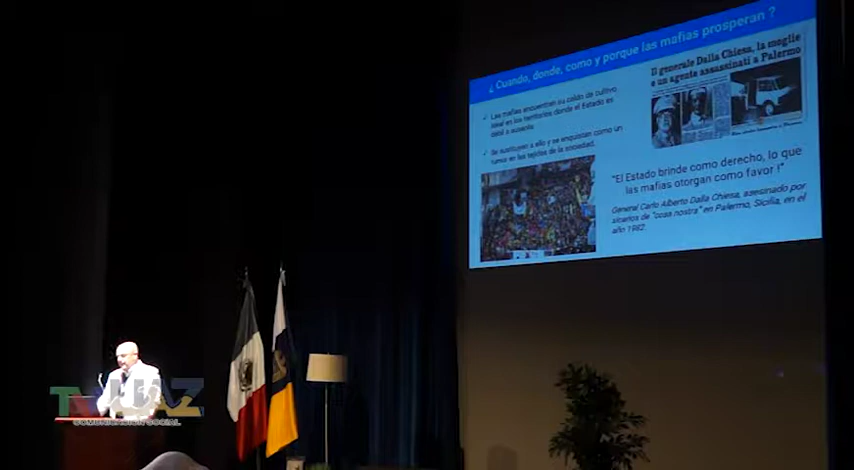 ¿ Cuando, donde, como y porque las mafias prosperan ?
✓ Las mafias encuentran su caldo de cultivo
ideal en los territorios donde el Estado es
débil o ausente.
✓ Se sustituyen a ello y se enquistan como un
tumor en los tejidos de la sociedad.
Il generale Dalla Chiesa, la moglie
e un agente assassinati a Palermo
"El Estado brinde como derecho, lo que
las mafias otorgan como favor !"
General Carlo Alberto Dalla Chiesa, asesinado por
sicarios de "cosa nostra" en Palermo, Sicilia, en el
año 1982.
COMUNICACIÓN SOCIAL